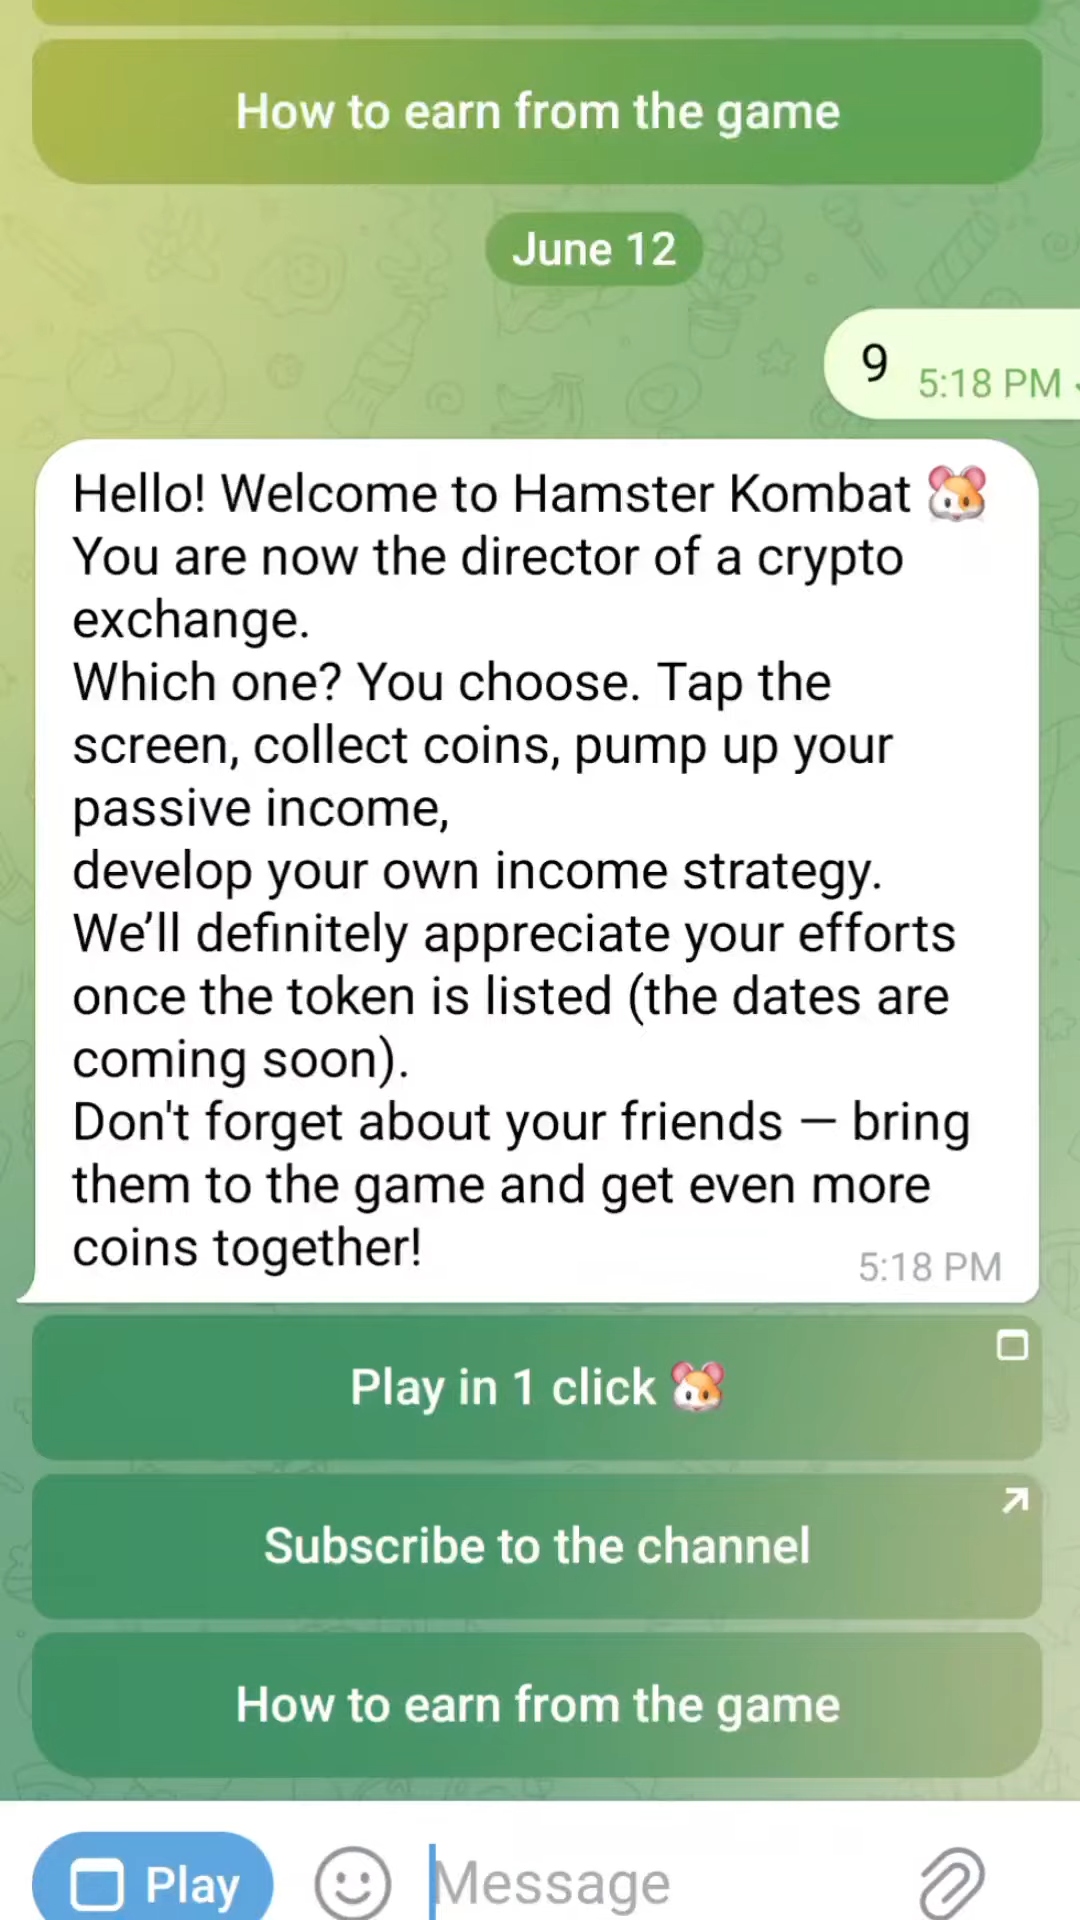 How to earn from the game
June 12
9 5:18 PM
Hello! Welcome to Hamster Kombat 🐹
You are now the director of a crypto
exchange.
Which one? You choose. Tap the
screen, collect coins, pump up your
passive income,
develop your own income strategy.
We’ll definitely appreciate your efforts
once the token is listed (the dates are
coming soon).
Don't forget about your friends — bring
them to the game and get even more
coins together!
5:18 PM
Play in 1 click 🐹
Subscribe to the channel
How to earn from the game
Play Message